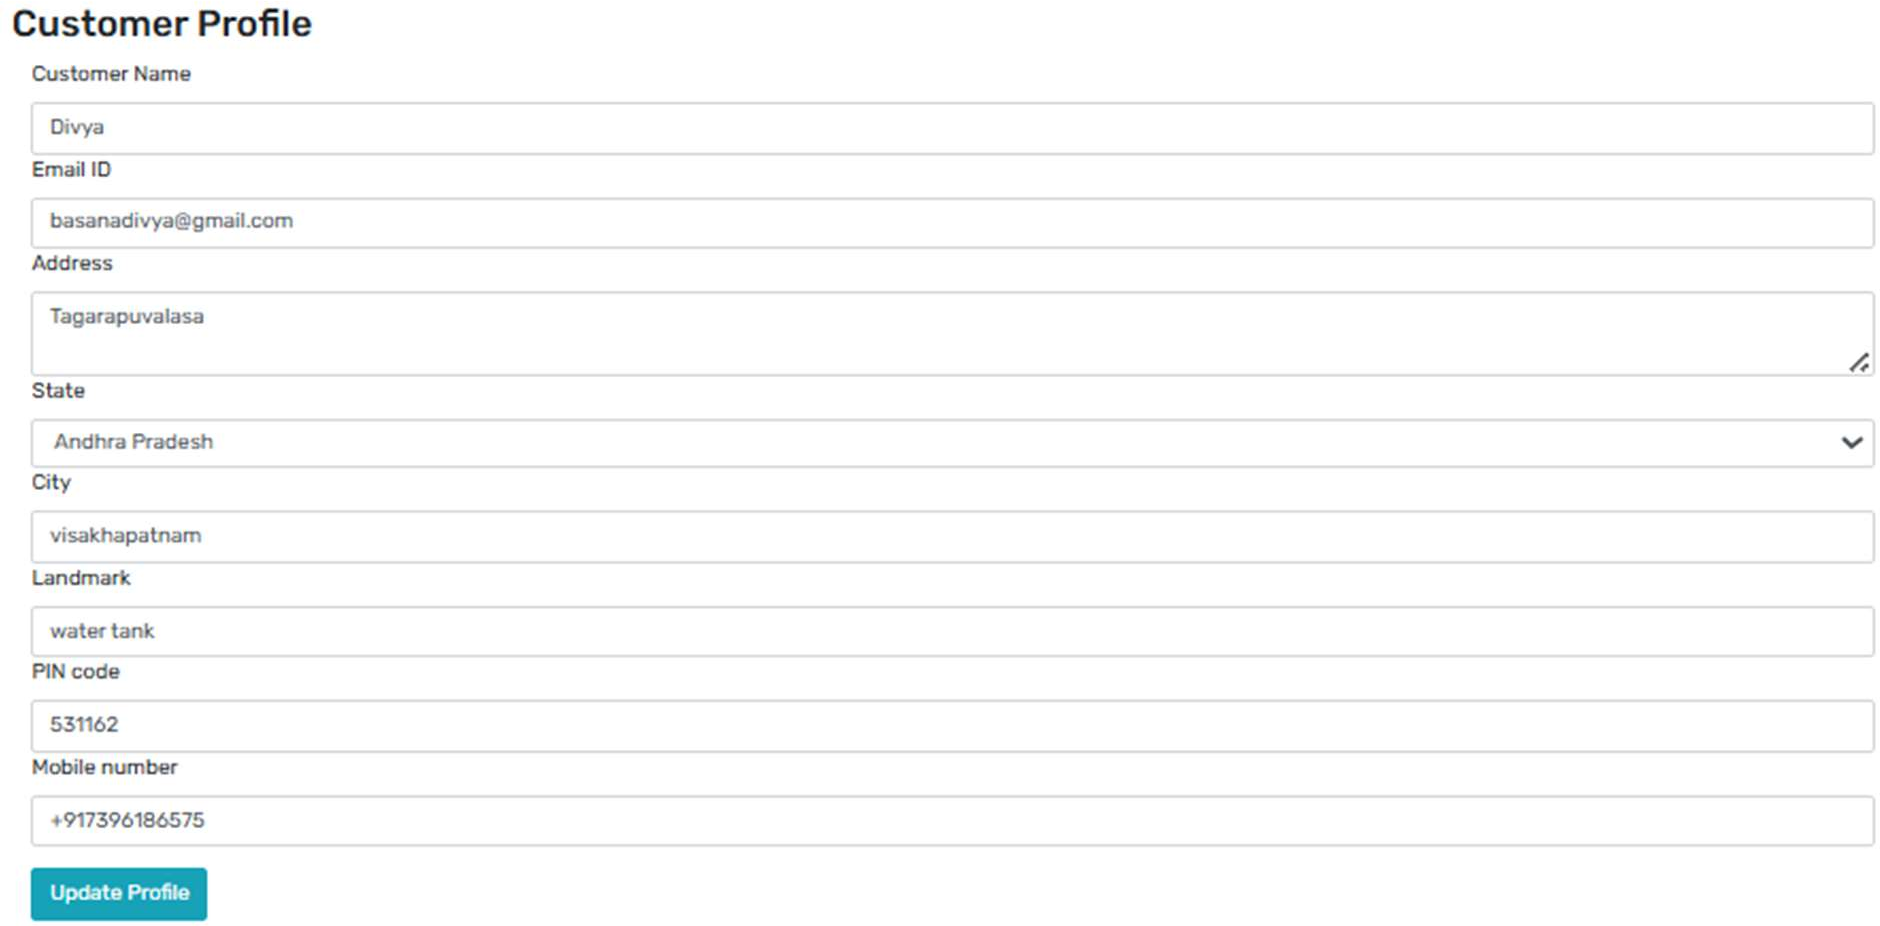 Customer Profile
Customer Name
Divya
Email ID
basanadivya@gmail.com
Address
Tagarapuvalasa
State
Andhra Pradesh
City
visakhapatnam
Landmark
water tank
PIN code
531162
Mobile number
+917396186575
Update Profile